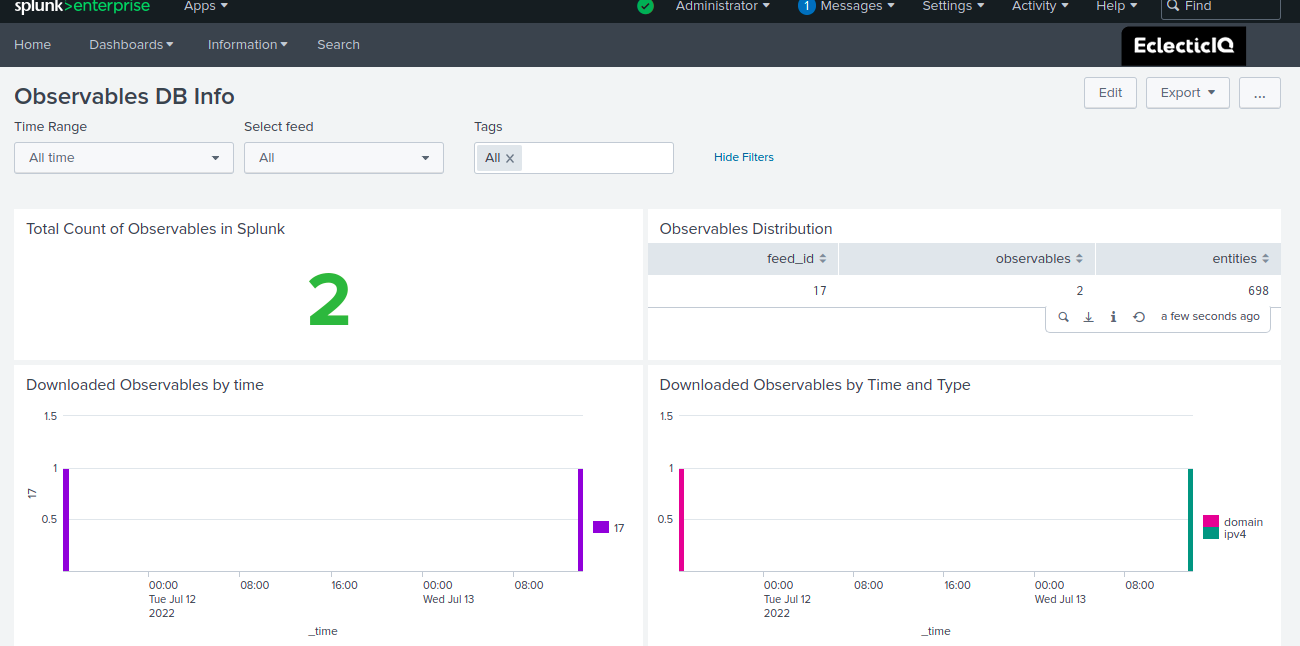 splunk>enterprise Apps Administrator 1 Messages Settings Activity Help Find
Home Dashboards Information Search EclecticIQ
Observables DB Info Edit Export ...
Time Range Select feed Tags
All time All All Hide Filters
Total Count of Observables in Splunk
2
Observables Distribution
feed_id observables entities
17 2 698
a few seconds ago
Downloaded Observables by time
1.5
1
0.5
17
17
00:00 08:00 16:00 00:00 08:00
Tue Jul 12 Wed Jul 13
2022
_time
Downloaded Observables by Time and Type
1.5
1
0.5
domain
ipv4
00:00 08:00 16:00 00:00 08:00
Tue Jul 12 Wed Jul 13
2022
_time